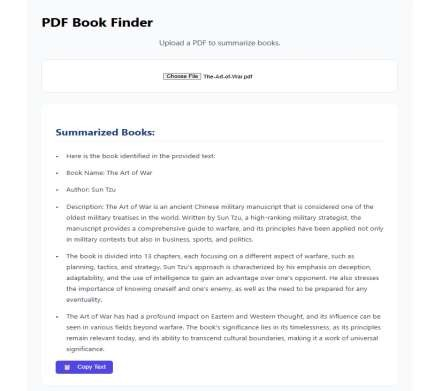 PDF Book Finder
Upload a PDF to summarize books.
Choose File The-Art-of-War.pdf
Summarized Books:
• Here is the book identified in the provided text:
• Book Name: The Art of War
• Author: Sun Tzu
• Description: The Art of War is an ancient Chinese military manuscript that is considered one of the
oldest military treatises in the world. Written by Sun Tzu, a high-ranking military strategist, the
manuscript provides a comprehensive guide to warfare, and its principles have been applied not only
in military contexts but also in business, sports, and politics.
• The book is divided into 13 chapters, each focusing on a different aspect of warfare, such as
planning, tactics, and strategy. Sun Tzu's approach is characterized by his emphasis on deception,
adaptability, and the use of intelligence to gain an advantage over one's opponent. He also stresses
the importance of knowing oneself and one's enemy, as well as the need to be prepared for any
eventuality.
• The Art of War has had a profound impact on Eastern and Western thought, and its influence can be
seen in various fields beyond warfare. The book's significance lies in its timelessness, as its principles
remain relevant today, and its ability to transcend cultural boundaries, making it a work of universal
significance.
Copy Text